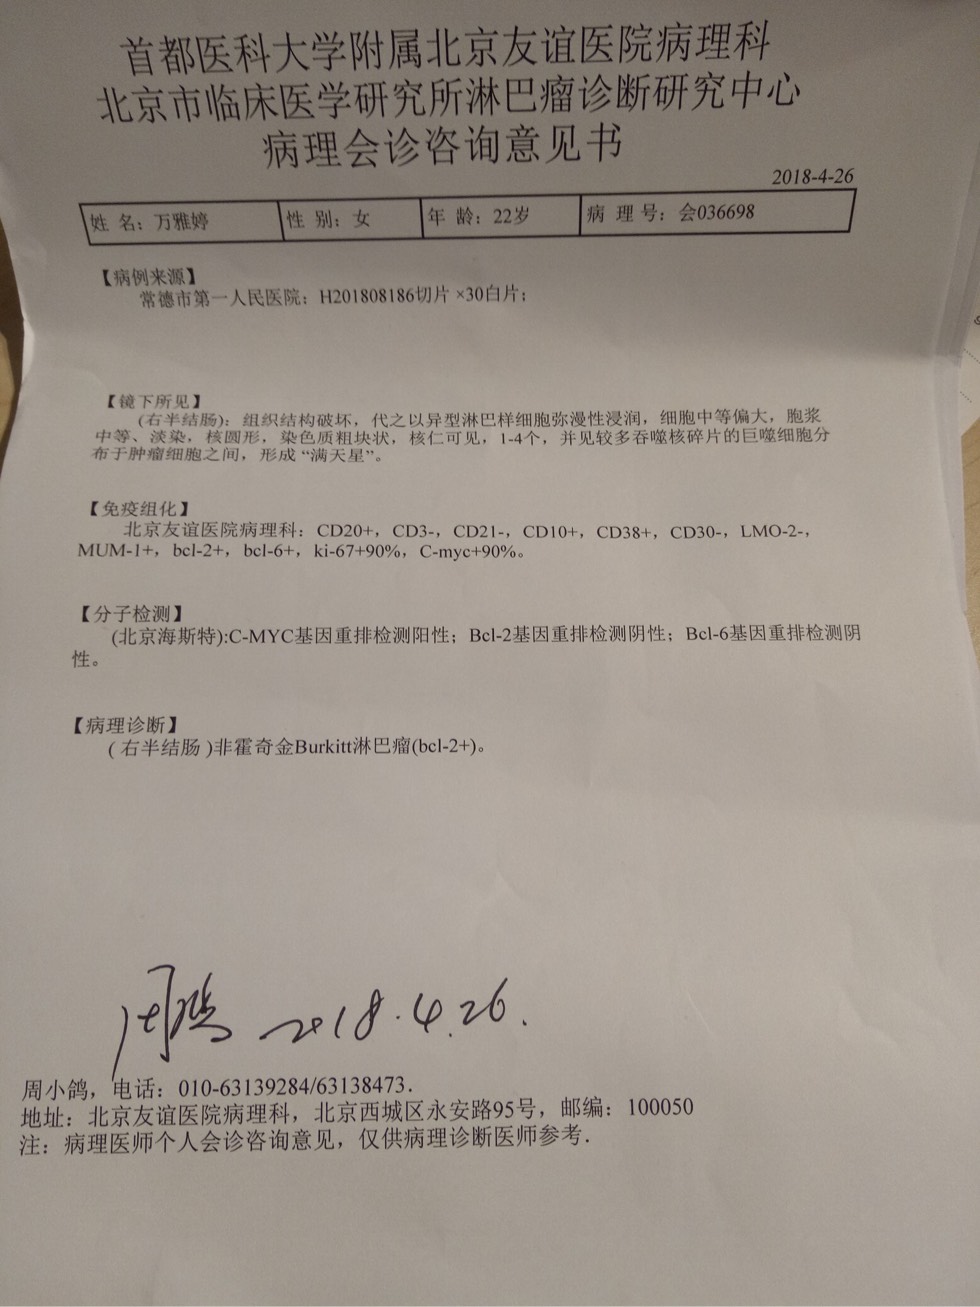 首都医科大学附属北京友谊医院病理科
北京市临床医学研究所淋巴瘤诊断研究中心
病理会诊咨询意见书
2018-4-26
姓 名：万雅婷 性 别：女 年 龄：22岁 病 理 号：会036698
【病例来源】
常德市第一人民医院：H201808186切片 ×30白片；
【镜下所见】
(右半结肠)：组织结构破坏，代之以异型淋巴样细胞弥漫性浸润，细胞中等偏大，胞浆
中等、淡染，核圆形，染色质粗块状，核仁可见，1-4个，并见较多吞噬核碎片的巨噬细胞分
布于肿瘤细胞之间，形成 “满天星”。
【免疫组化】
北京友谊医院病理科：CD20+，CD3-，CD21-，CD10+，CD38+，CD30-，LMO-2-，
MUM-1+，bcl-2+，bcl-6+，ki-67+90%，C-myc+90%。
【分子检测】
(北京海斯特):C-MYC基因重排检测阳性；Bcl-2基因重排检测阴性；Bcl-6基因重排检测阴
性。
【病理诊断】
( 右半结肠 )非霍奇金Burkitt淋巴瘤(bcl-2+)。
2018.4.26.
周小鸽，电话：010-63139284/63138473.
地址：北京友谊医院病理科，北京西城区永安路95号，邮编：100050
注：病理医师个人会诊咨询意见，仅供病理诊断医师参考.